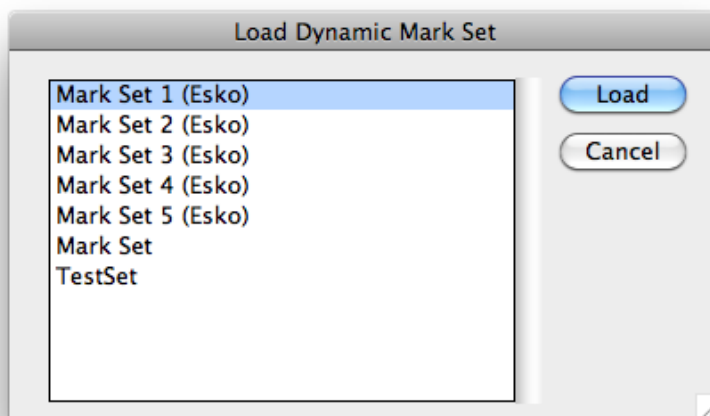 Load Dynamic Mark Set
Mark Set 1 (Esko)
Mark Set 2 (Esko)
Mark Set 3 (Esko)
Mark Set 4 (Esko)
Mark Set 5 (Esko)
Mark Set
TestSet
Load
Cancel